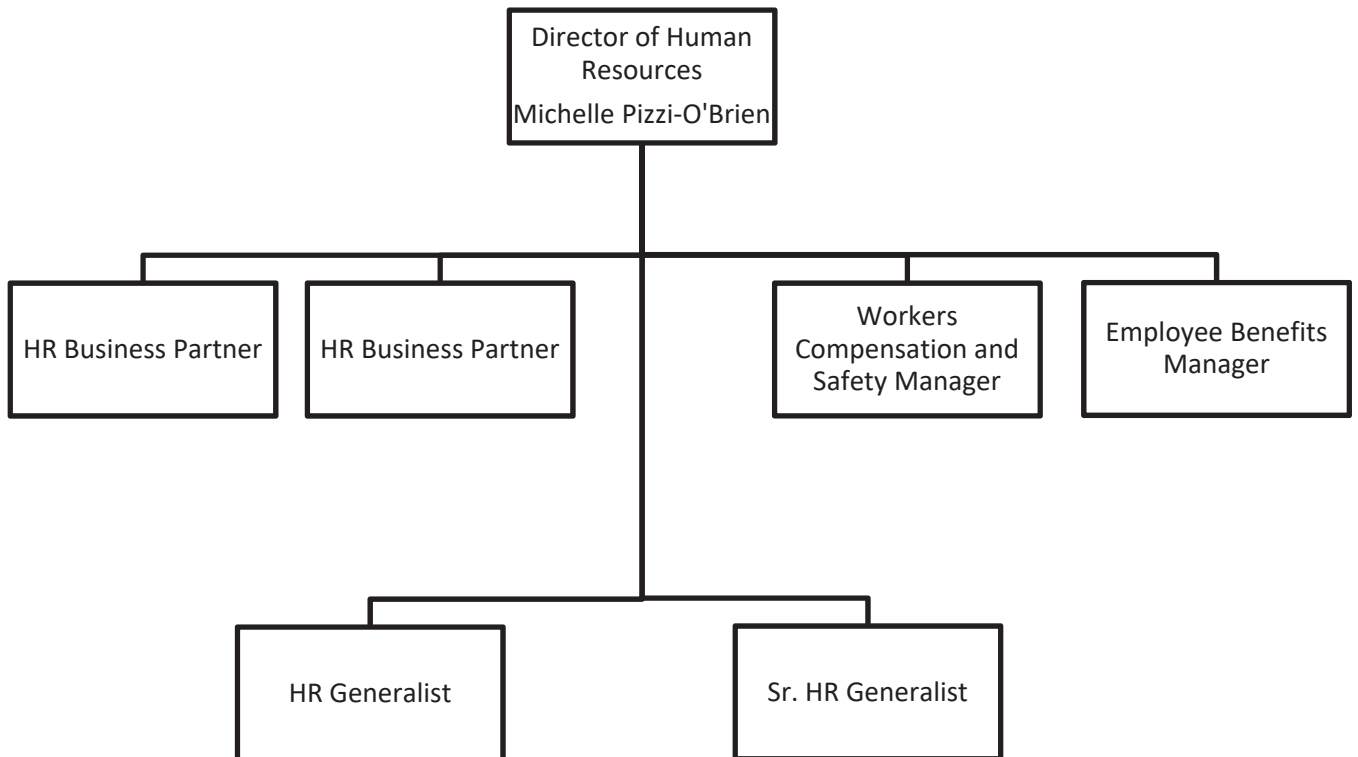 Director of Human
Resources
Michelle Pizzi-O'Brien
HR Business Partner
HR Business Partner
Workers
Compensation and
Safety Manager
Employee Benefits
Manager
HR Generalist
Sr. HR Generalist